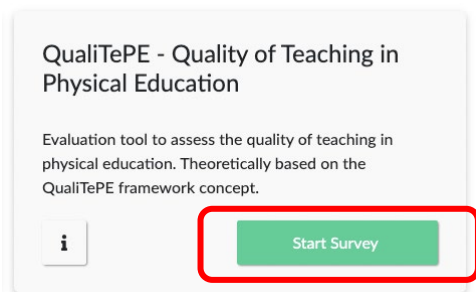 QualiTePE - Quality of Teaching in
Physical Education
Evaluation tool to assess the quality of teaching in
physical education. Theoretically based on the
QualiTePE framework concept.
i
Start Survey